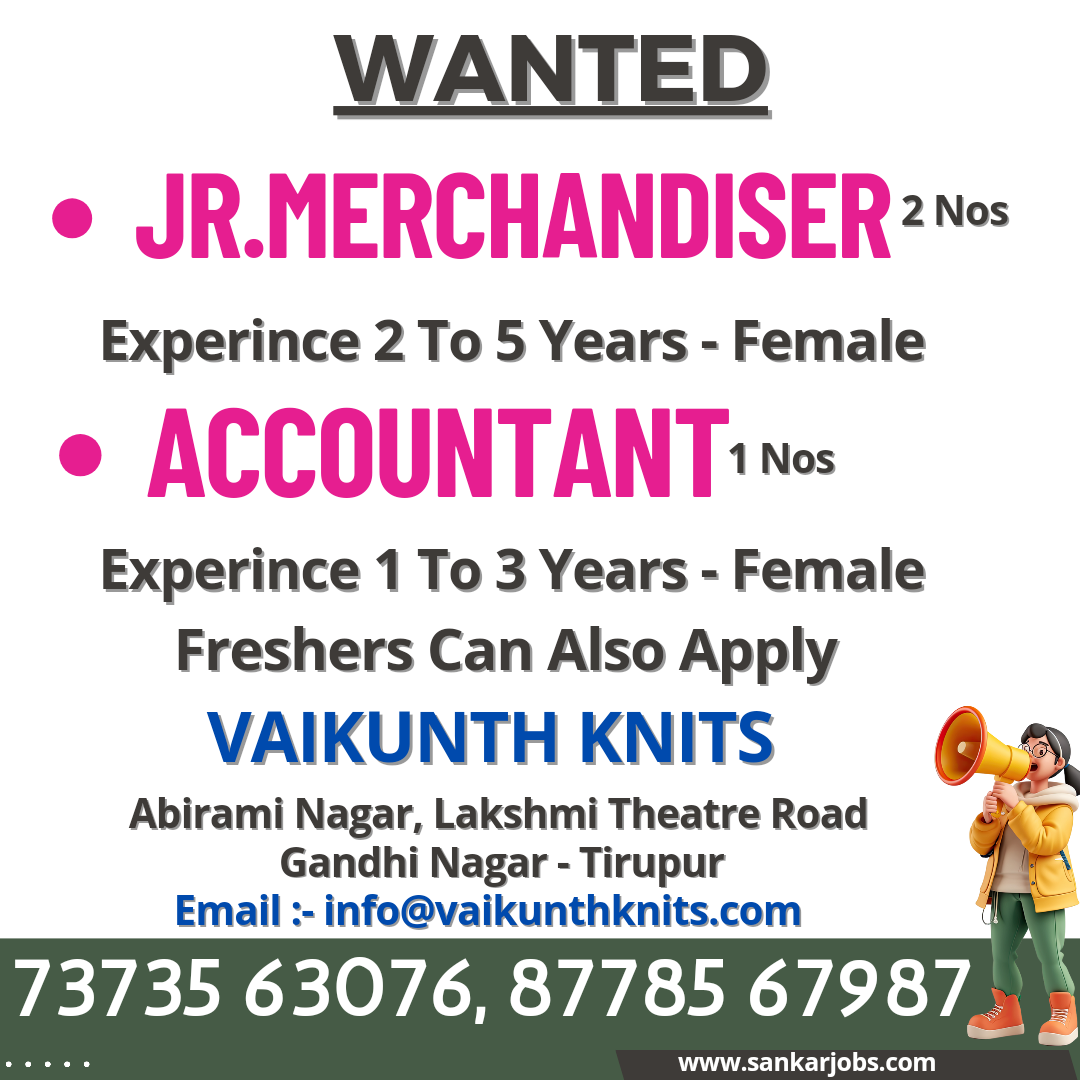 WANTED
• JR.MERCHANDISER 2 Nos
Experince 2 To 5 Years - Female
• ACCOUNTANT 1 Nos
Experince 1 To 3 Years - Female
Freshers Can Also Apply
VAIKUNTH KNITS
Abirami Nagar, Lakshmi Theatre Road
Gandhi Nagar - Tirupur
Email :- info@vaikunthknits.com
73735 63076, 87785 67987
www.sankarjobs.com